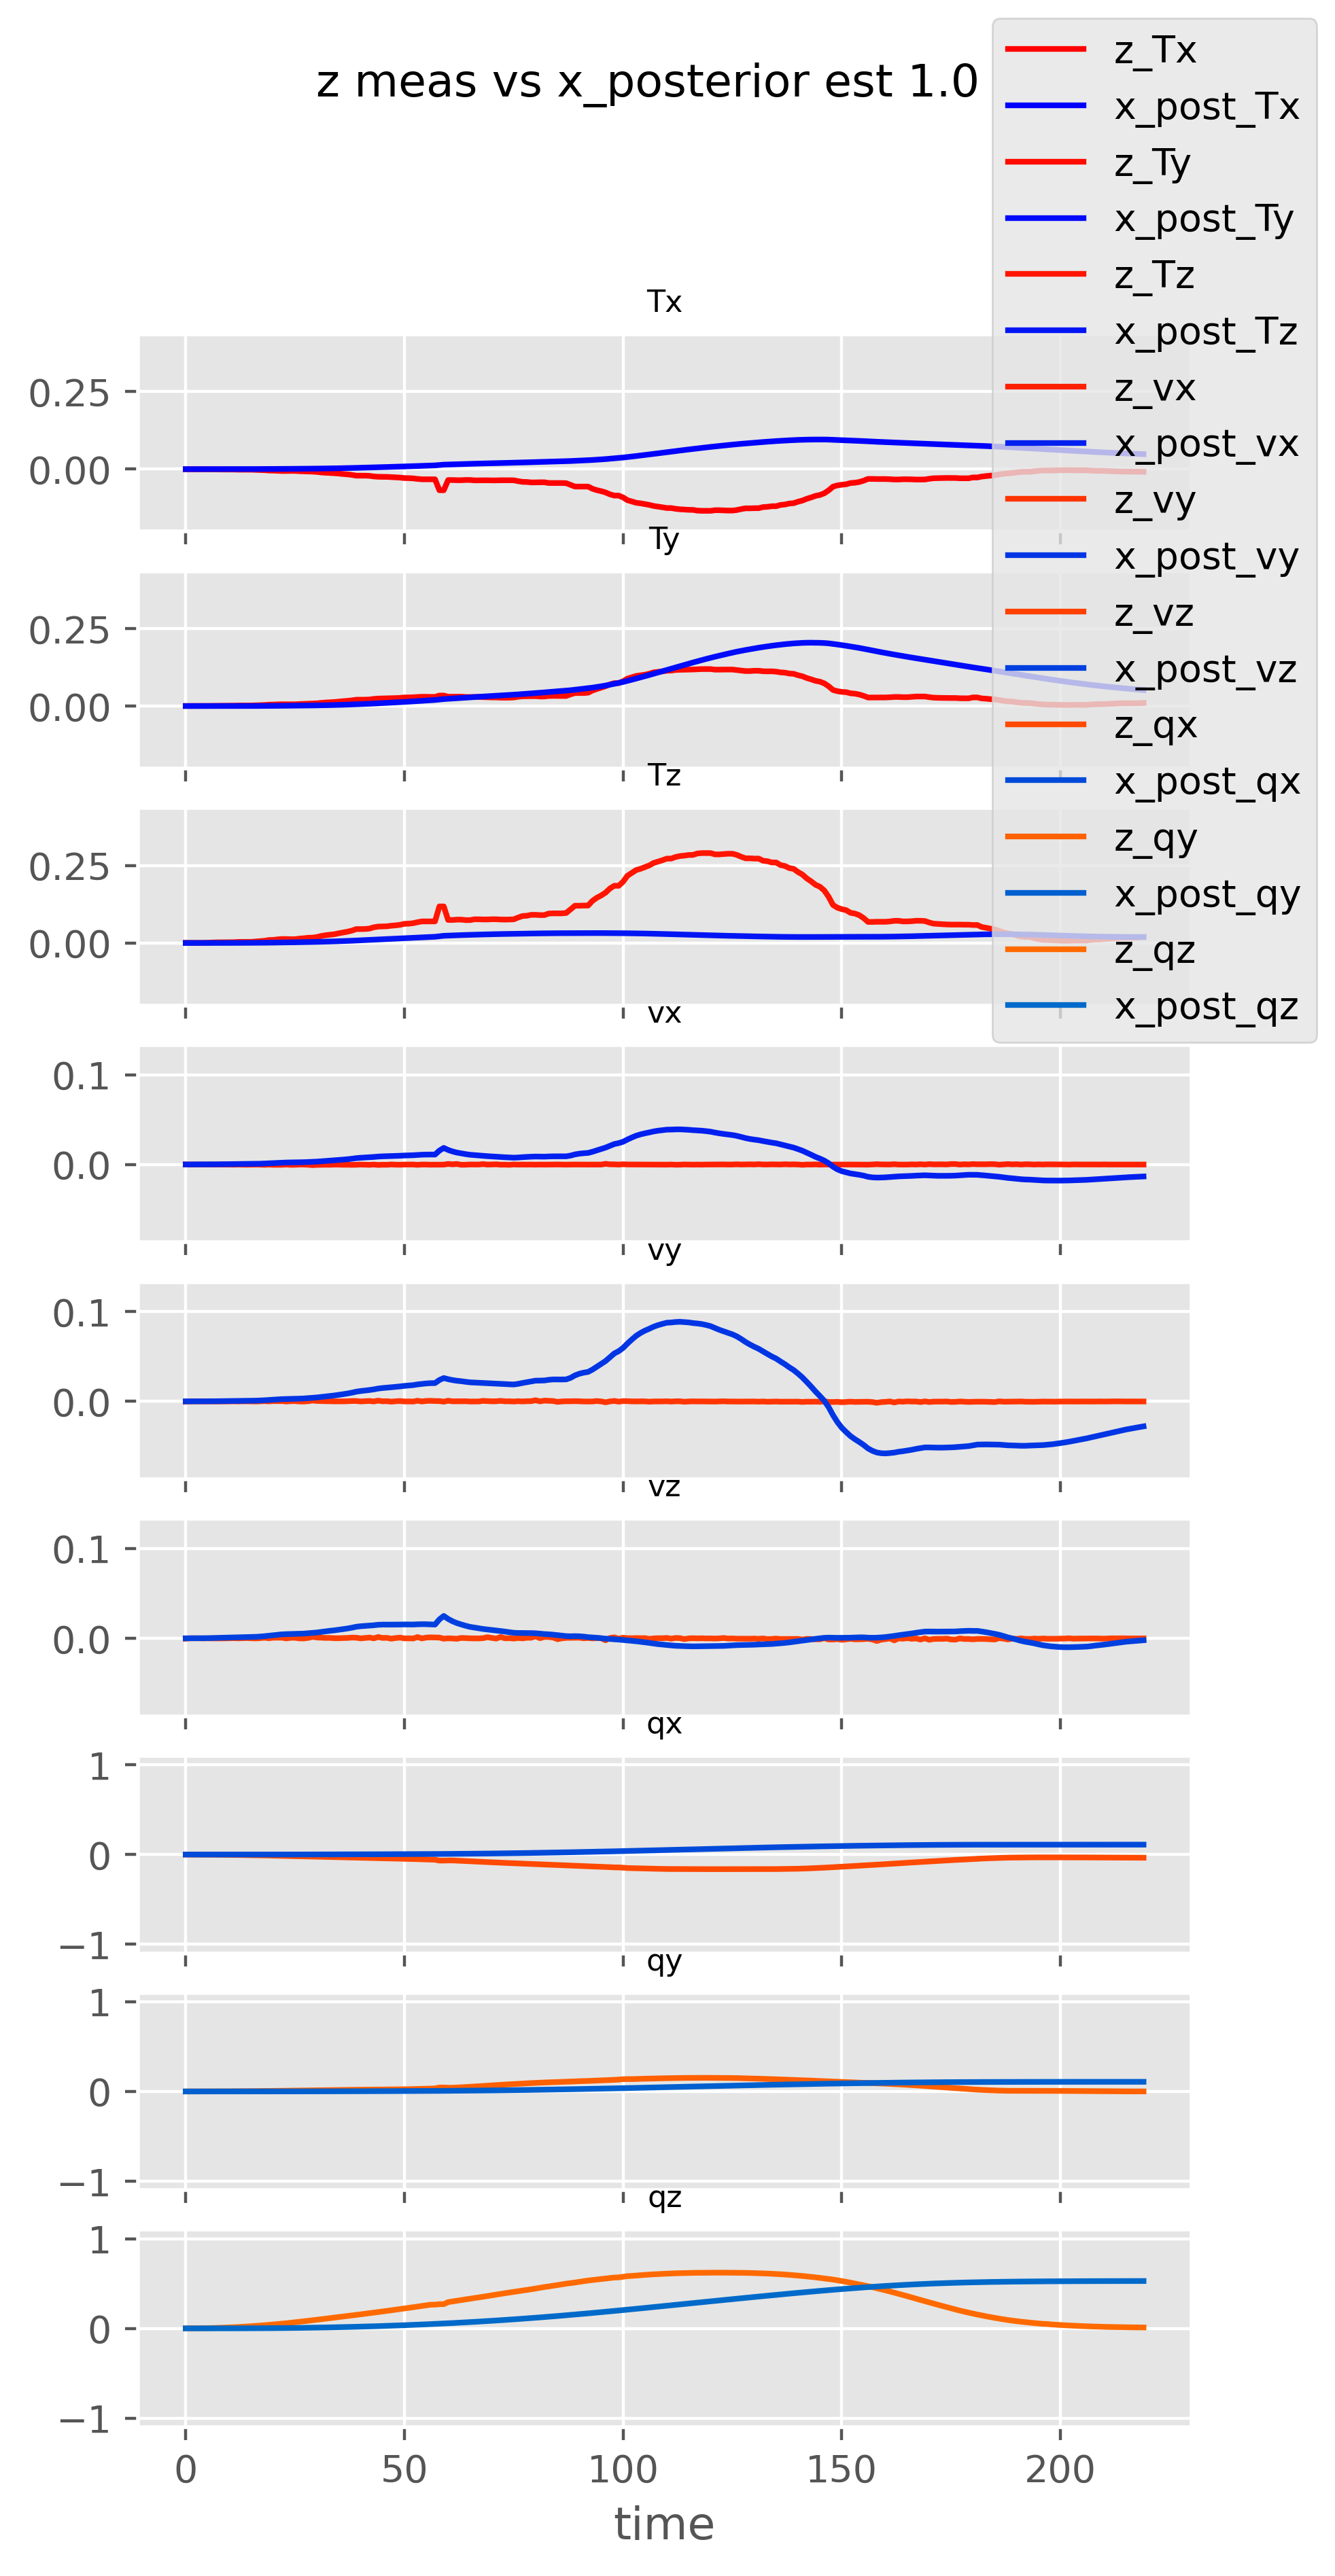 z meas vs x_posterior est 1.0
z_Tx
x_post_Tx
z_Ty
x_post_Ty
z_Tz
x_post_Tz
z_vx
x_post_vx
z_vy
x_post_vy
z_vz
x_post_vz
z_qx
x_post_qx
z_qy
x_post_qy
z_qz
x_post_qz
Tx
0.25
0.00
Ty
0.25
0.00
Tz
0.25
0.00
vx
0.1
0.0
vy
0.1
0.0
vz
0.1
0.0
qx
1
0
−1
qy
1
0
−1
qz
1
0
−1
0 50 100 150 200
time